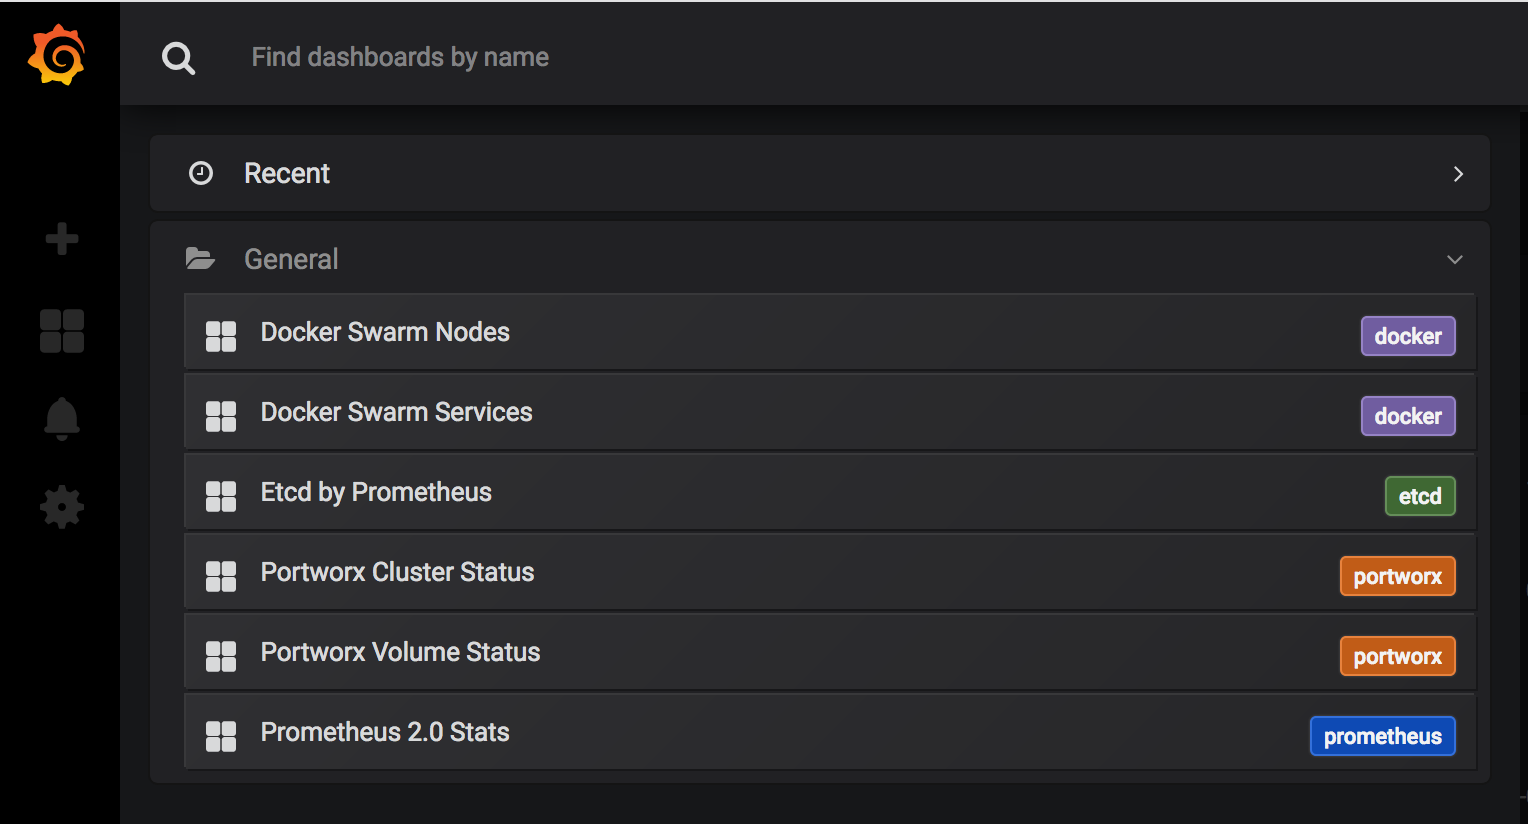 Find dashboards by name
Recent
General
Docker Swarm Nodes
docker
Docker Swarm Services
docker
Etcd by Prometheus
etcd
Portworx Cluster Status
portworx
Portworx Volume Status
portworx
Prometheus 2.0 Stats
prometheus